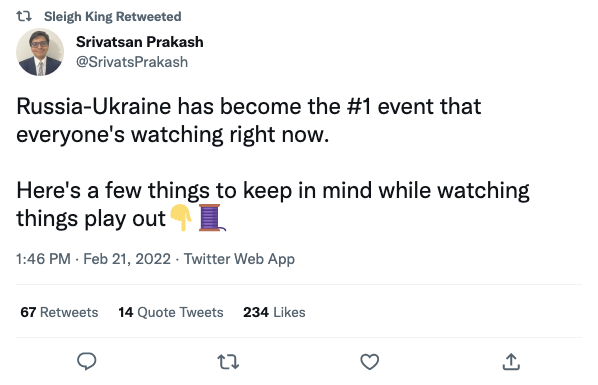 Sleigh King Retweeted
Srivatsan Prakash
@SrivatsPrakash
Russia-Ukraine has become the #1 event that
everyone's watching right now.
Here's a few things to keep in mind while watching
things play out👇🧵
1:46 PM · Feb 21, 2022 · Twitter Web App
67 Retweets 14 Quote Tweets 234 Likes